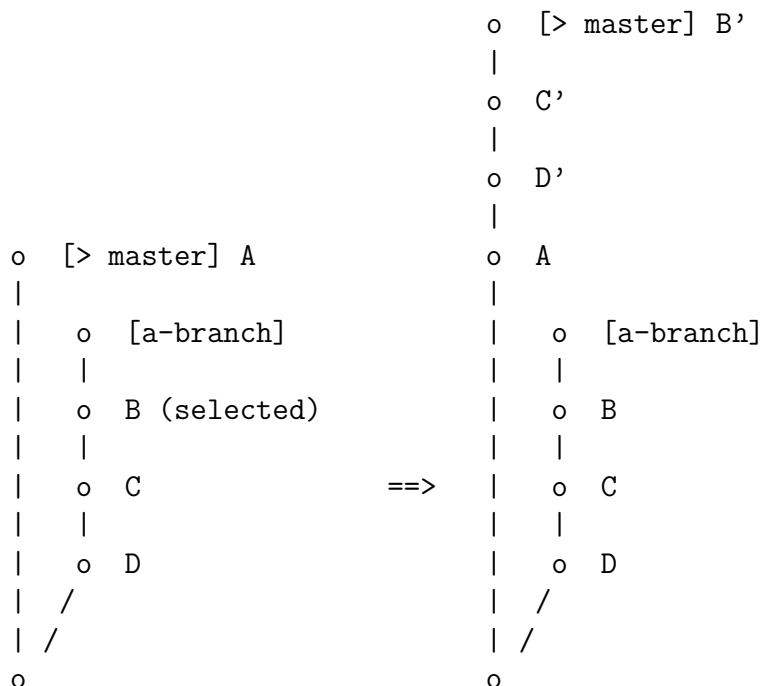 o [> master] B’
|
o C’
|
o D’
|
o [> master] A o A
| |
| o [a-branch] | o [a-branch]
| | | |
| o B (selected) | o B
| | | |
| o C ==> | o C
| | | |
| o D | o D
| / | /
| / | /
o o